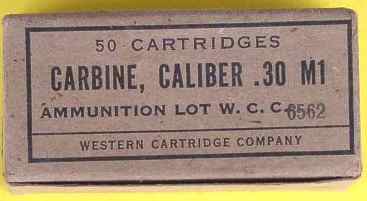 50 CARTRIDGES
CARBINE, CALIBER .30 M1
AMMUNITION LOT W. C. C. 6562
WESTERN CARTRIDGE COMPANY